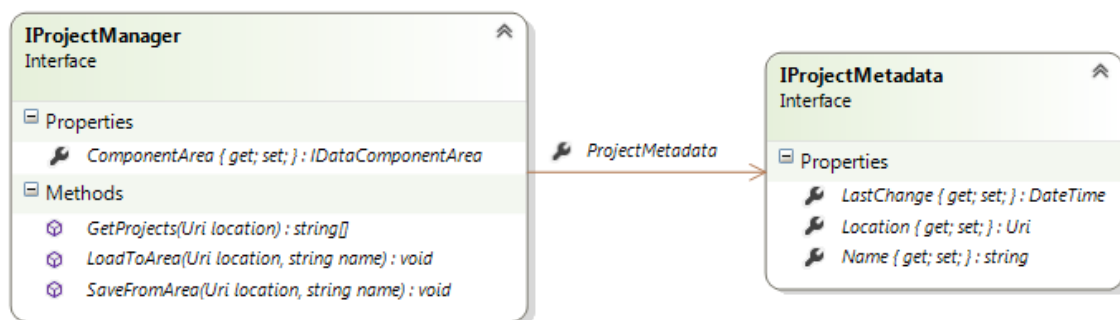 IProjectManager
Interface
Properties
ComponentArea { get; set; } : IDataComponentArea
Methods
GetProjects(Uri location) : string[]
LoadToArea(Uri location, string name) : void
SaveFromArea(Uri location, string name) : void
ProjectMetadata
IProjectMetadata
Interface
Properties
LastChange { get; set; } : DateTime
Location { get; set; } : Uri
Name { get; set; } : string